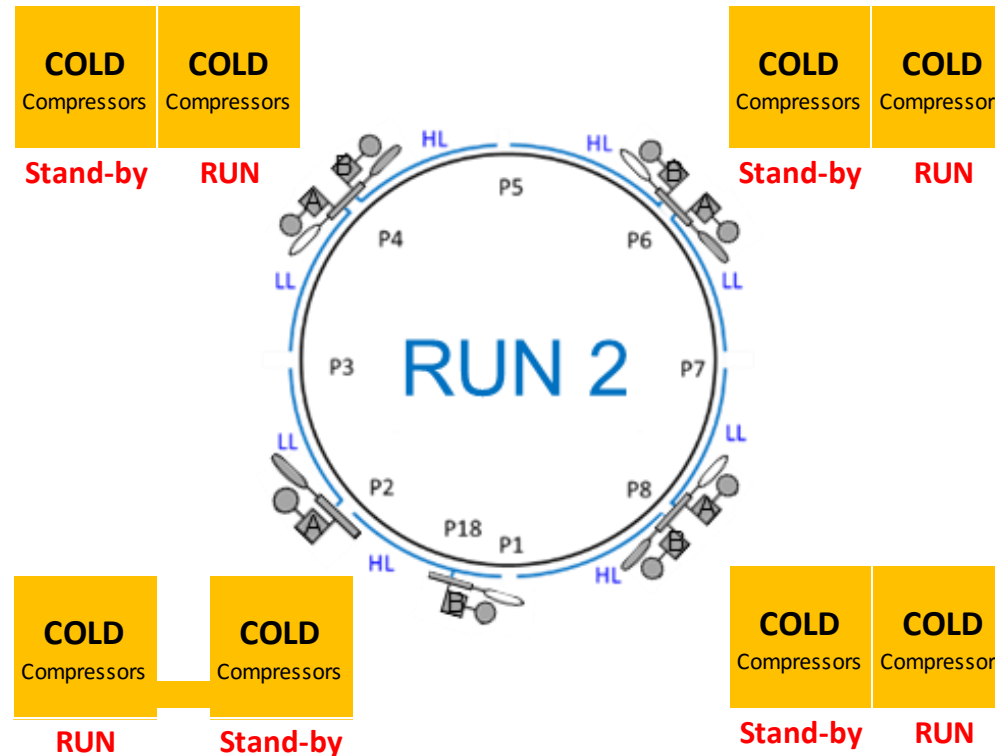 COLD COLD
Compressors Compressors
Stand-by RUN
COLD COLD
Compressors Compressor
Stand-by RUN
HL HL
B B
A A
P5
P4 P6
LL LL
P3 RUN 2 P7
LL LL
P2 P8
A A
P18 P1
B
HL HL
B
COLD COLD
Compressors Compressors
RUN Stand-by
COLD COLD
Compressors Compressor
Stand-by RUN